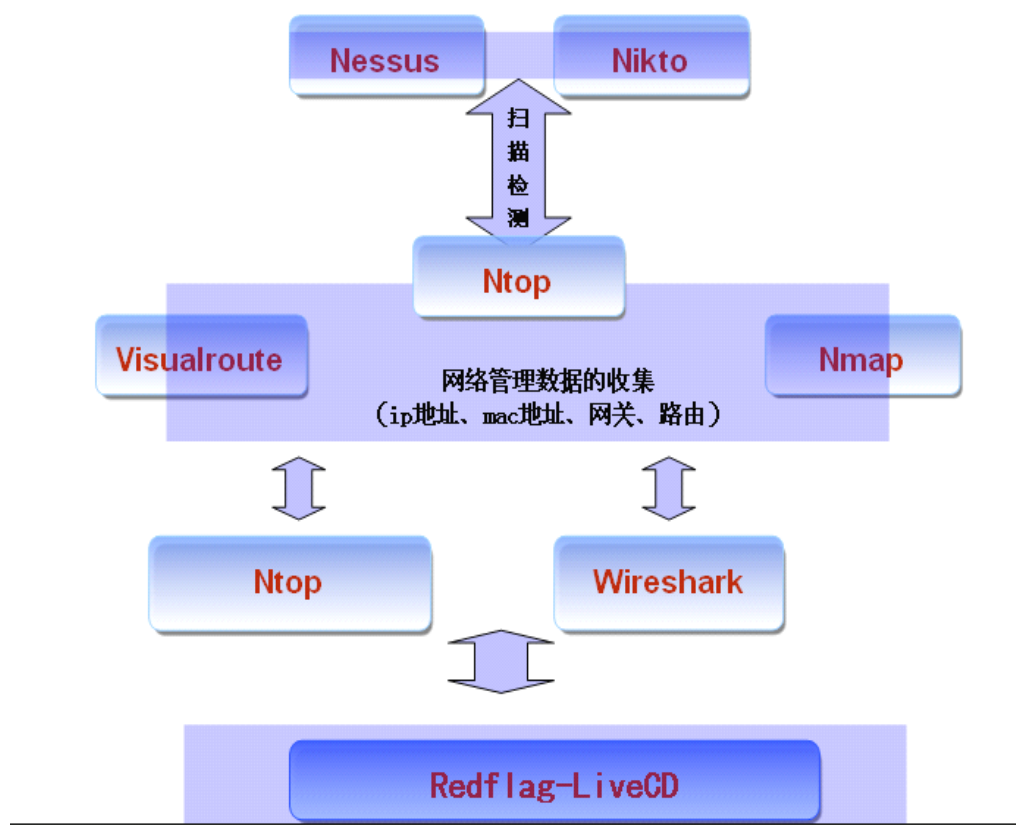 Nessus
Nikto
扫
描
检
测
Ntop
Visualroute
Nmap
网络管理数据的收集
（ip地址、mac地址、网关、路由）
Ntop
Wireshark
Redflag-LiveCD